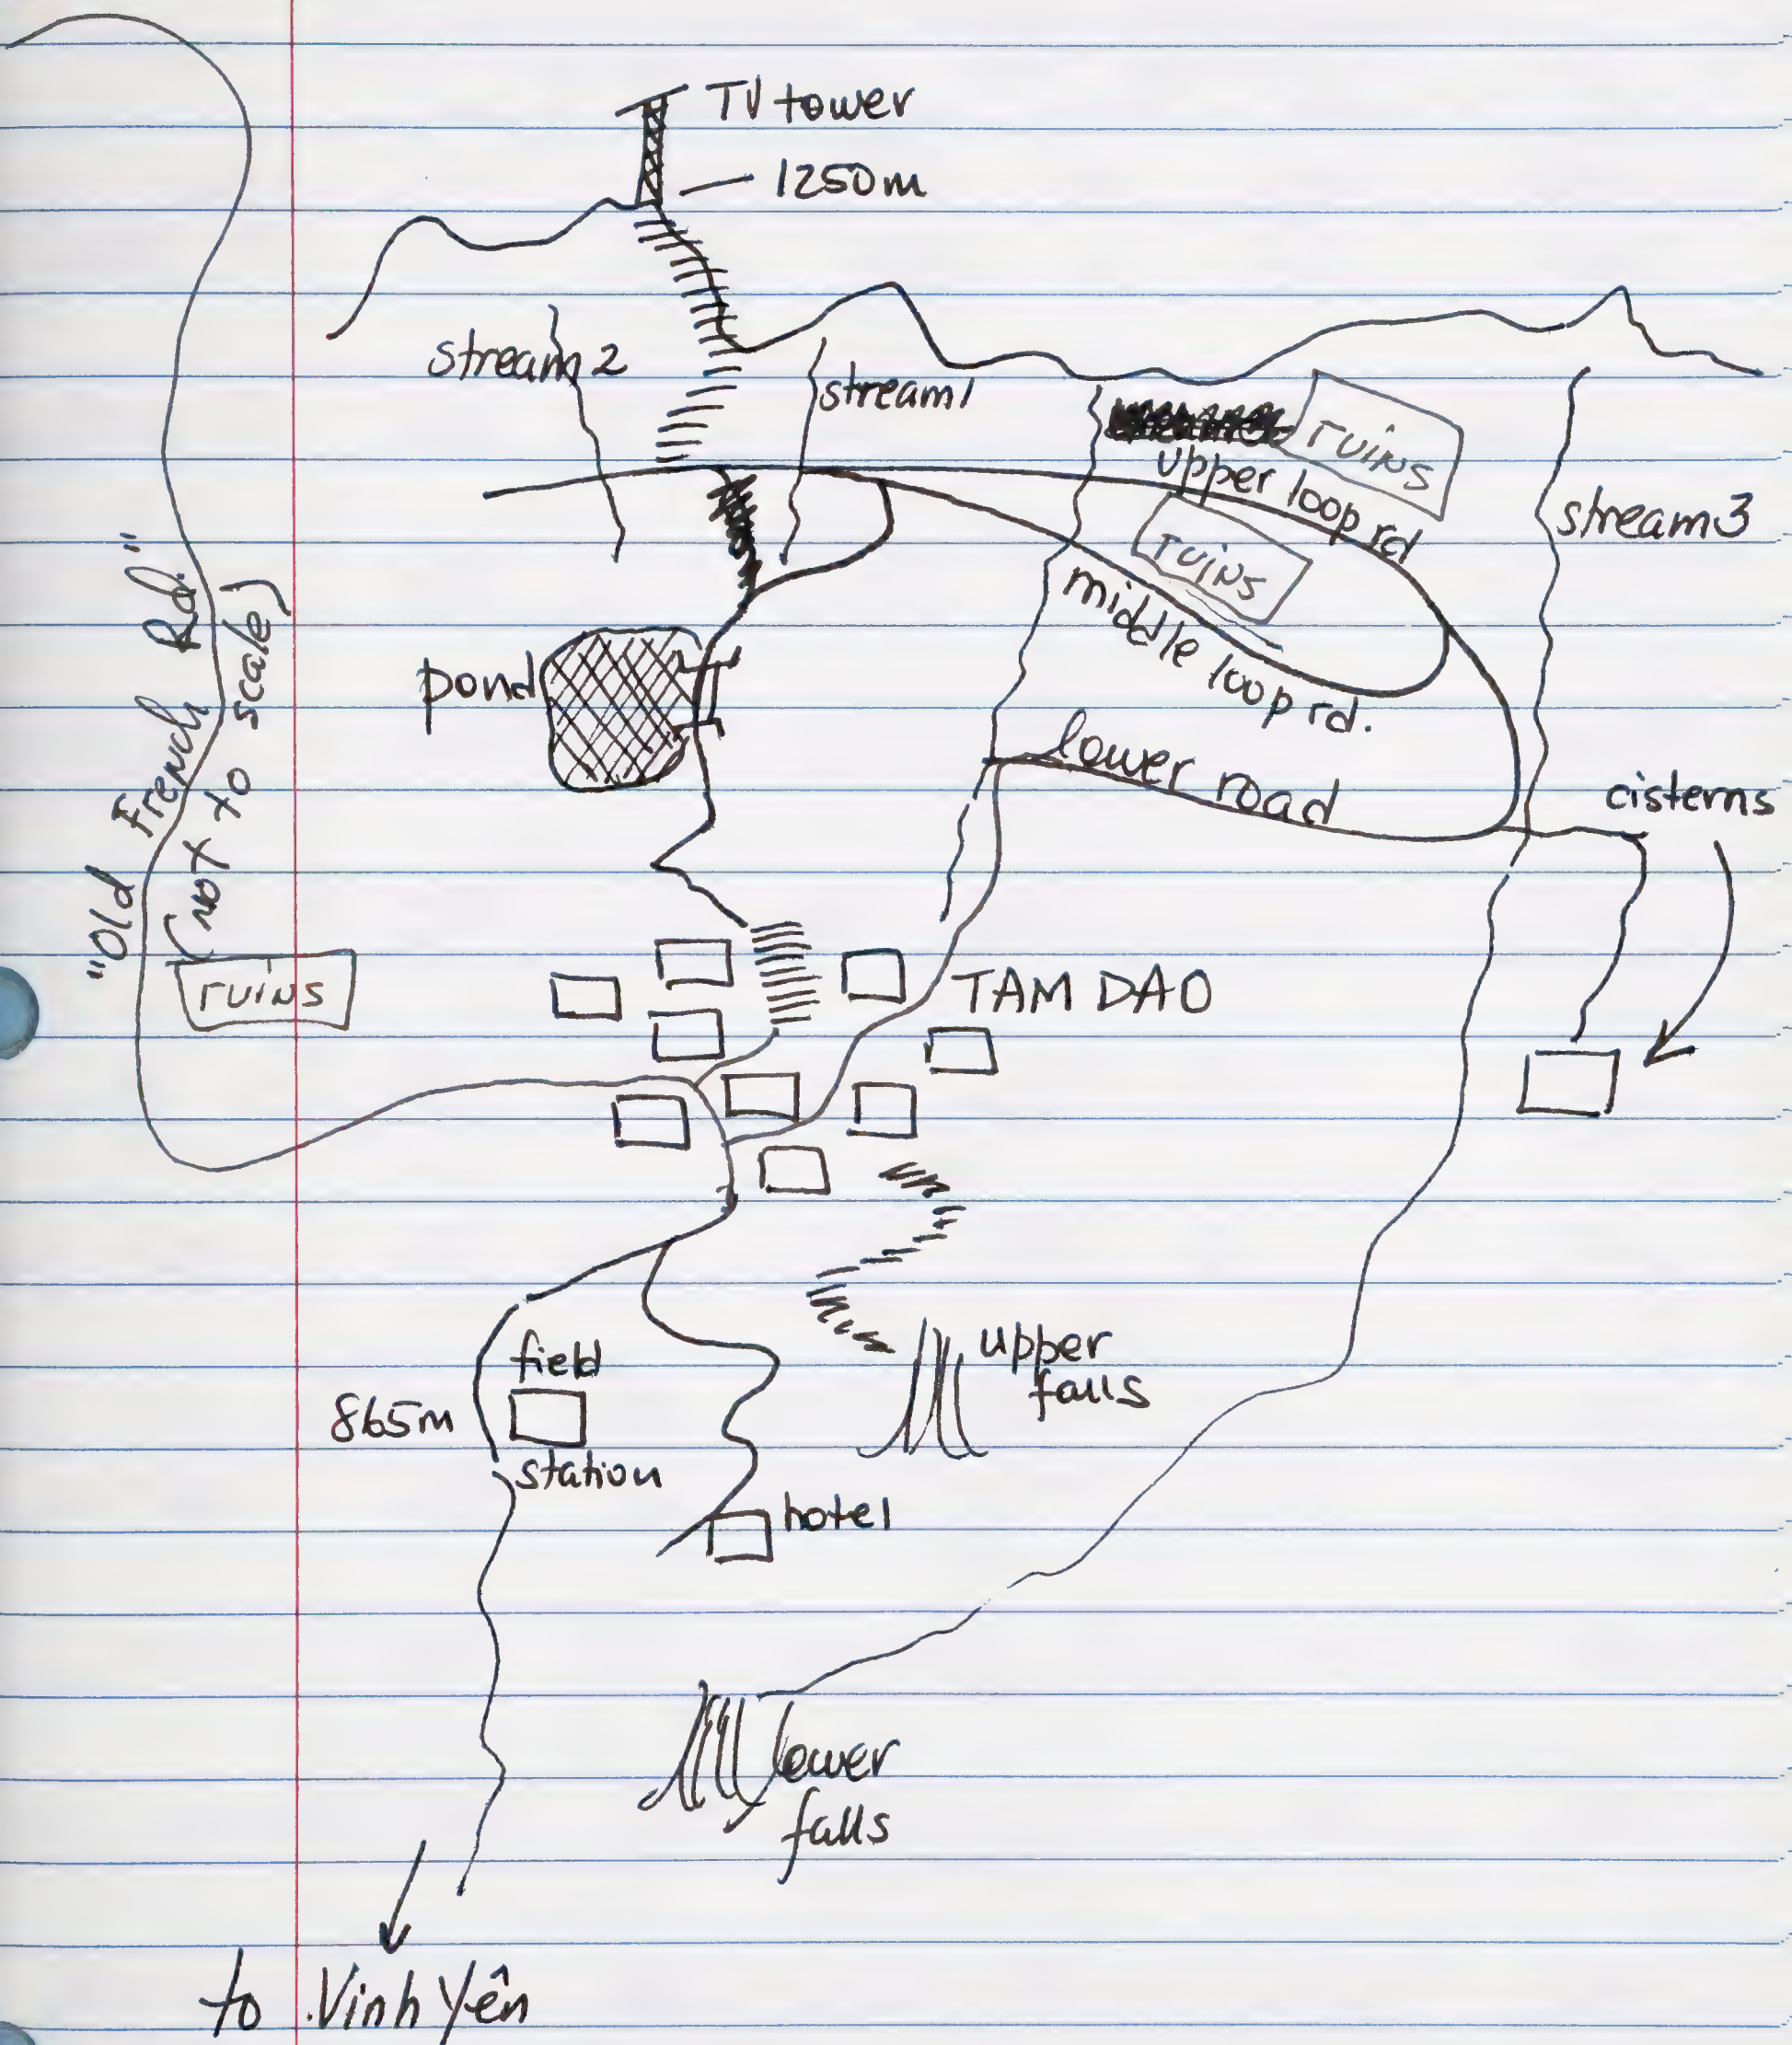 TV tower
1250m
stream 2
stream 1
ruins
upper loop rd
stream 3
ruins
middle loop rd.
"Old French Rd."
(not to scale)
pond
lower road
cisterns
ruins
TAM DAO
upper
falls
field
865m
station
hotel
lower
falls
to Vinh Yên